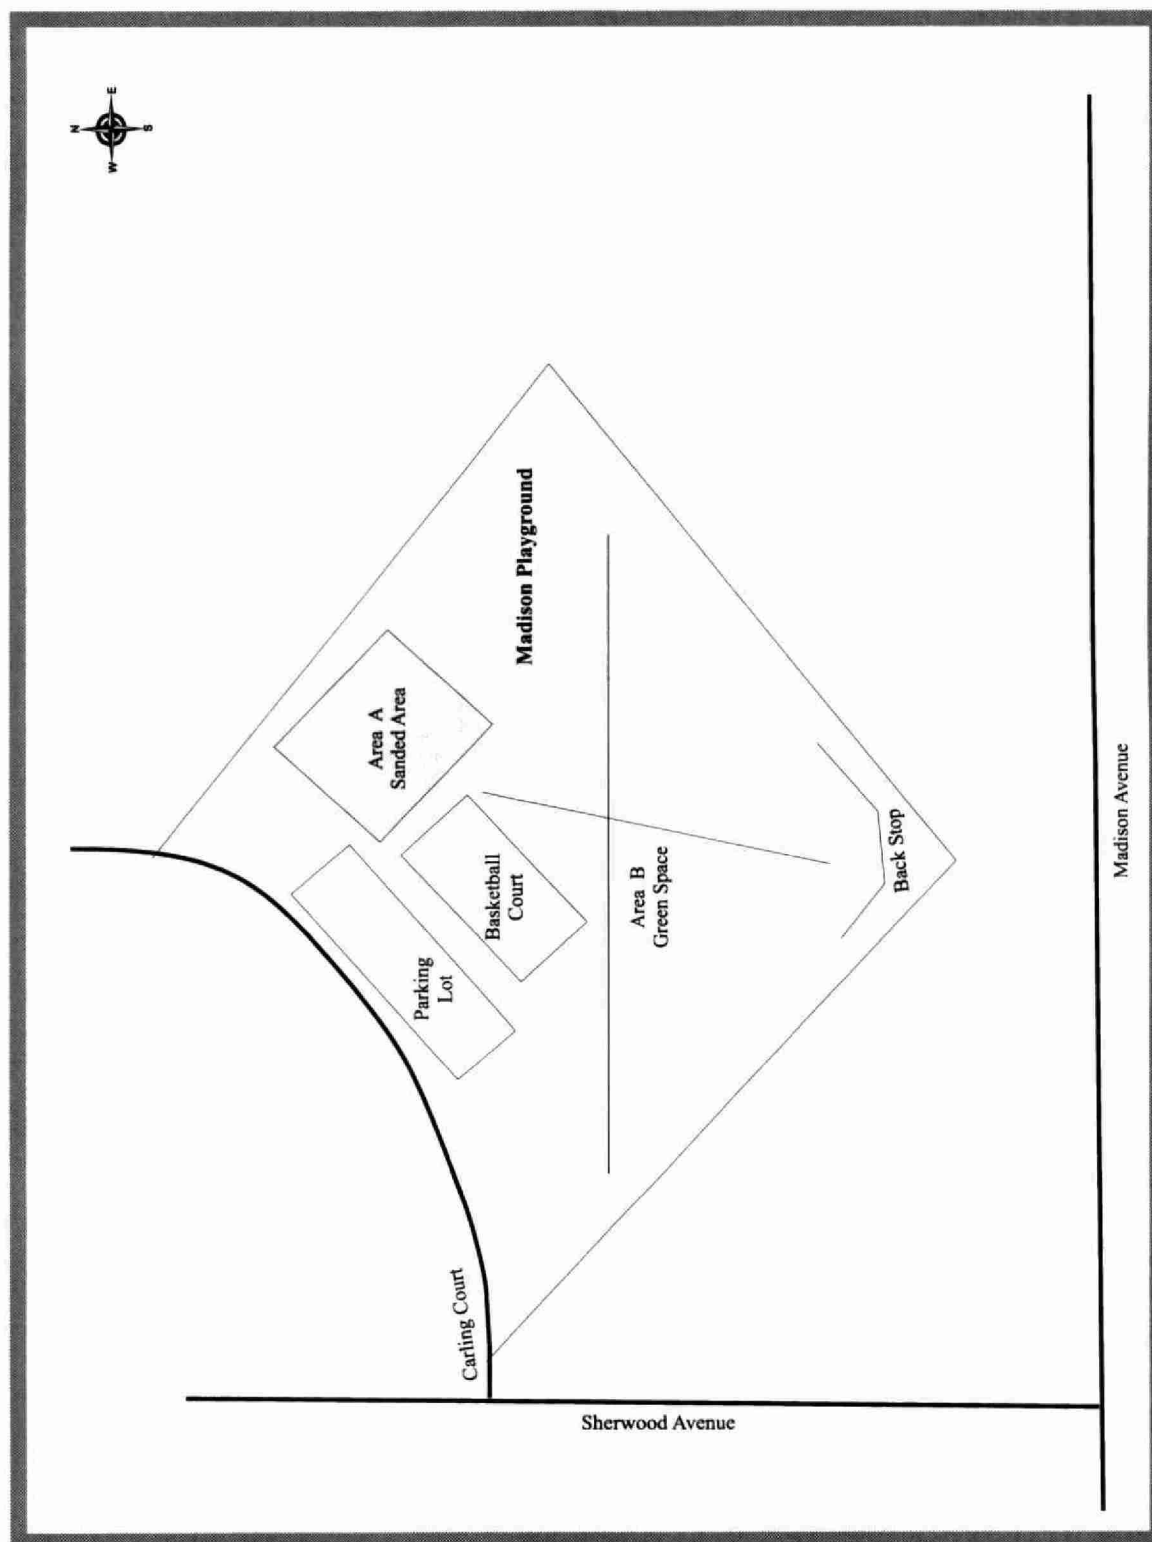 N
E
S
W
Madison Playground
Area A
Sanded Area
Basketball
Court
Parking
Lot
Area B
Green Space
Back Stop
Carling Court
Sherwood Avenue
Madison Avenue